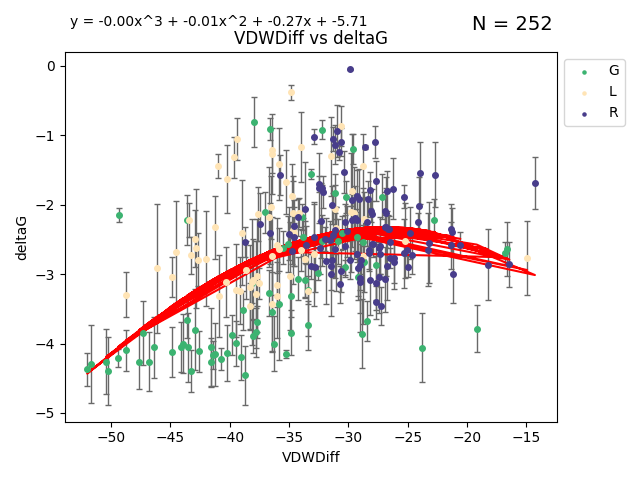 y = -0.00x^3 + -0.01x^2 + -0.27x + -5.71
N = 252
VDWDiff vs deltaG
G
L
R
deltaG
0
−1
−2
−3
−4
−5
−50 −45 −40 −35 −30 −25 −20 −15
VDWDiff